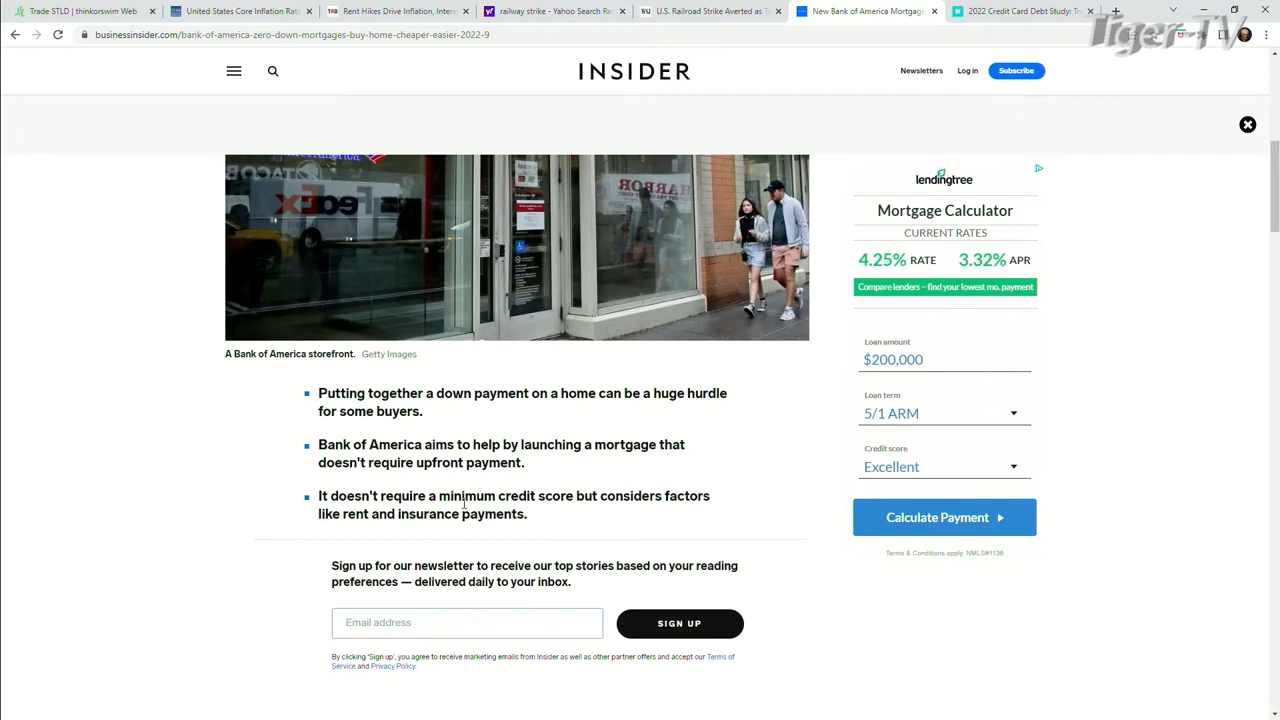 Trade STLD | thinkorswim Web
United States Core Inflation Rate
Rent Hikes Drive Inflation, Intere
railway strike - Yahoo Search Re
U.S. Railroad Strike Averted as T
New Bank of America Mortgage
2022 Credit Card Debt Study: T
Tiger-TV
businessinsider.com/bank-of-america-zero-down-mortgages-buy-home-cheaper-easier-2022-9
INSIDER
Newsletters
Log in
Subscribe
FedEx
HARBOR
A Bank of America storefront. Getty Images
Putting together a down payment on a home can be a huge hurdle
for some buyers.
Bank of America aims to help by launching a mortgage that
doesn't require upfront payment.
It doesn't require a minimum credit score but considers factors
like rent and insurance payments.
Sign up for our newsletter to receive our top stories based on your reading
preferences — delivered daily to your inbox.
Email address
SIGN UP
By clicking 'Sign up', you agree to receive marketing emails from Insider as well as other partner offers and accept our Terms of
Service and Privacy Policy.
lendingtree
Mortgage Calculator
CURRENT RATES
4.25% RATE 3.32% APR
Compare lenders – find your lowest mo. payment
Loan amount
$200,000
Loan term
5/1 ARM
Credit score
Excellent
Calculate Payment
Terms & Conditions apply. NMLS#1136